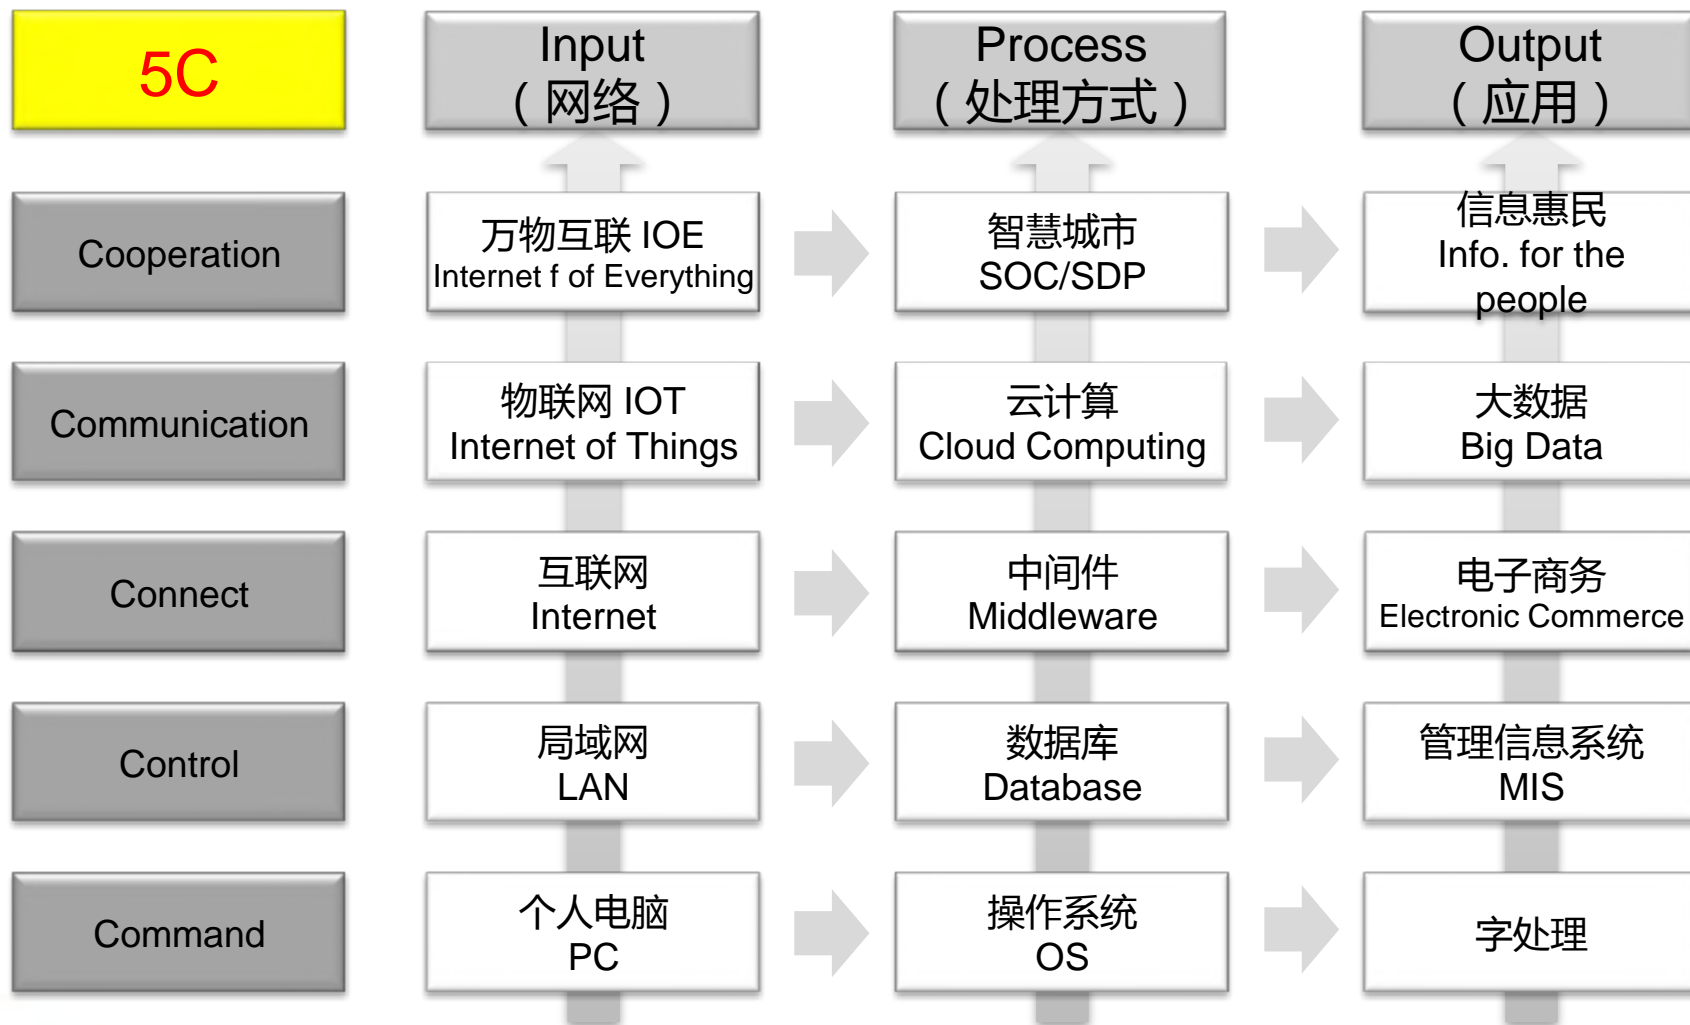 5C
Input
（网络）
Process
（处理方式）
Output
（应用）
Cooperation
万物互联 IOE
Internet f of Everything
智慧城市
SOC/SDP
信息惠民
Info. for the
people
Communication
物联网 IOT
Internet of Things
云计算
Cloud Computing
大数据
Big Data
Connect
互联网
Internet
中间件
Middleware
电子商务
Electronic Commerce
Control
局域网
LAN
数据库
Database
管理信息系统
MIS
Command
个人电脑
PC
操作系统
OS
字处理